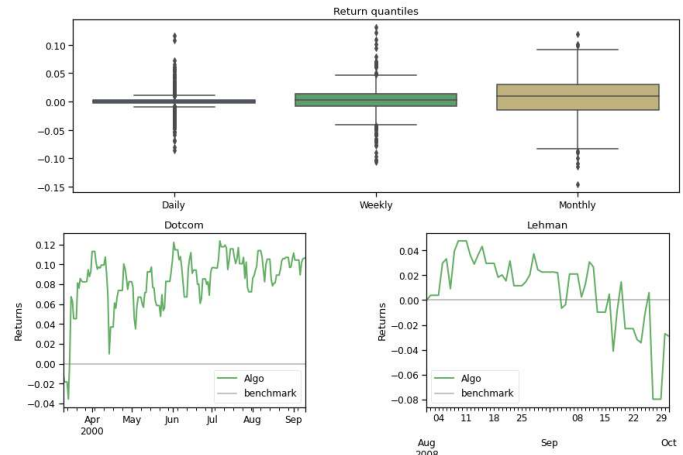 Return quantiles
0.10
0.05
0.00
−0.05
−0.10
−0.15
Daily Weekly Monthly
Dotcom
Returns
0.12
0.10
0.08
0.06
0.04
0.02
0.00
−0.02
−0.04
Algo
benchmark
Apr May Jun Jul Aug Sep
2000
Lehman
Returns
0.04
0.02
0.00
−0.02
−0.04
−0.06
−0.08
Algo
benchmark
04 11 18 25 08 15 22 29
Aug Sep Oct
2008